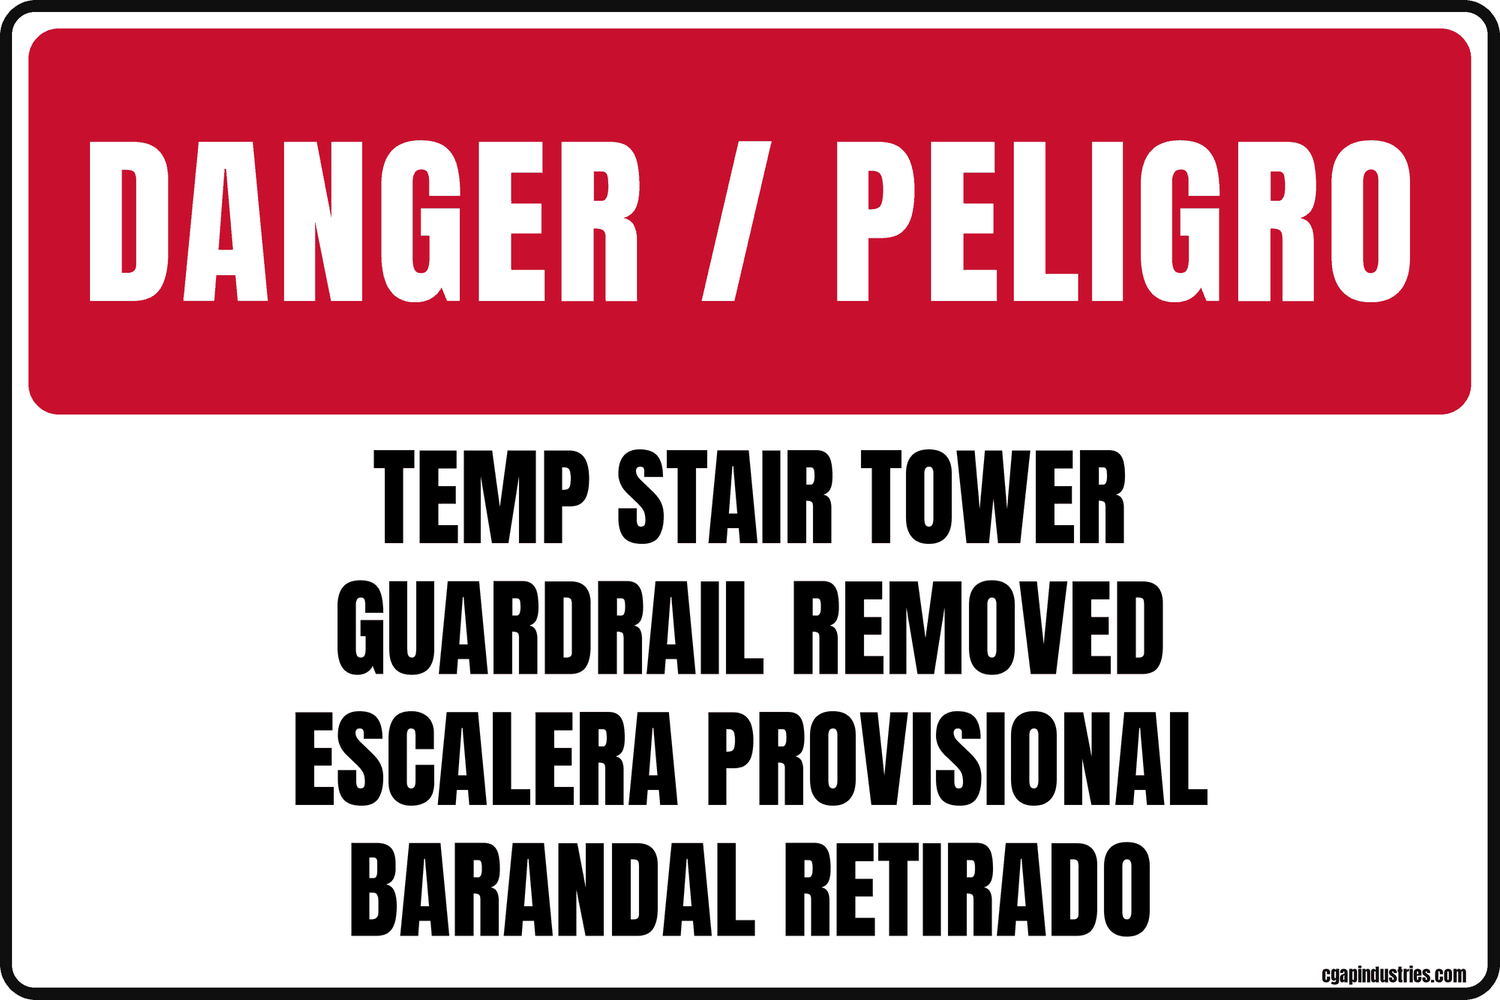 DANGER / PELIGRO
TEMP STAIR TOWER
GUARDRAIL REMOVED
ESCALERA PROVISIONAL
BARANDAL RETIRADO
cgapindustries.com